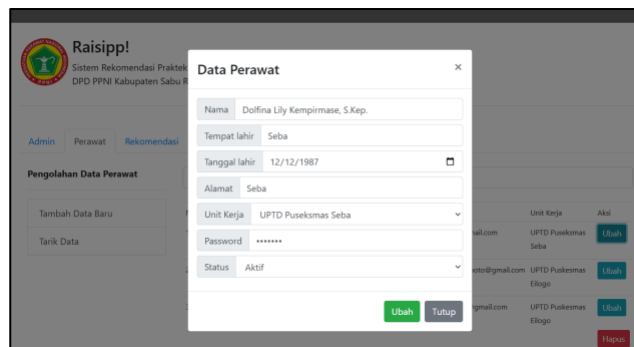 Raisipp!
Sistem Rekomendasi Praktek
DPD PPNI Kabupaten Sabu R
Admin Perawat Rekomendasi
Pengolahan Data Perawat
Tambah Data Baru
Tarik Data
Data Perawat ×
Nama Dolfina Lily Kempirmase, S.Kep.
Tempat lahir Seba
Tanggal lahir 12/12/1987
Alamat Seba
Unit Kerja UPTD Puseksmas Seba
Password •••••••
Status Aktif
Ubah Tutup
Unit Kerja Aksi
ail.com UPTD Puseksmas Seba Ubah
oto@gmail.com UPTD Puskesmas Eilogo Ubah
gmail.com UPTD Puskesmas Eilogo Ubah
Hapus